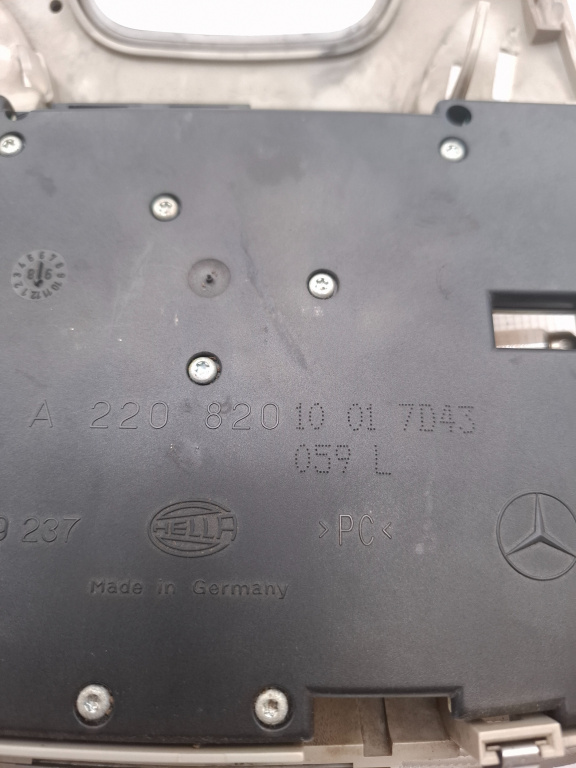 A 220 820 10 01 7D43
059 L
9 237
HELLA
>PC<
Made in Germany